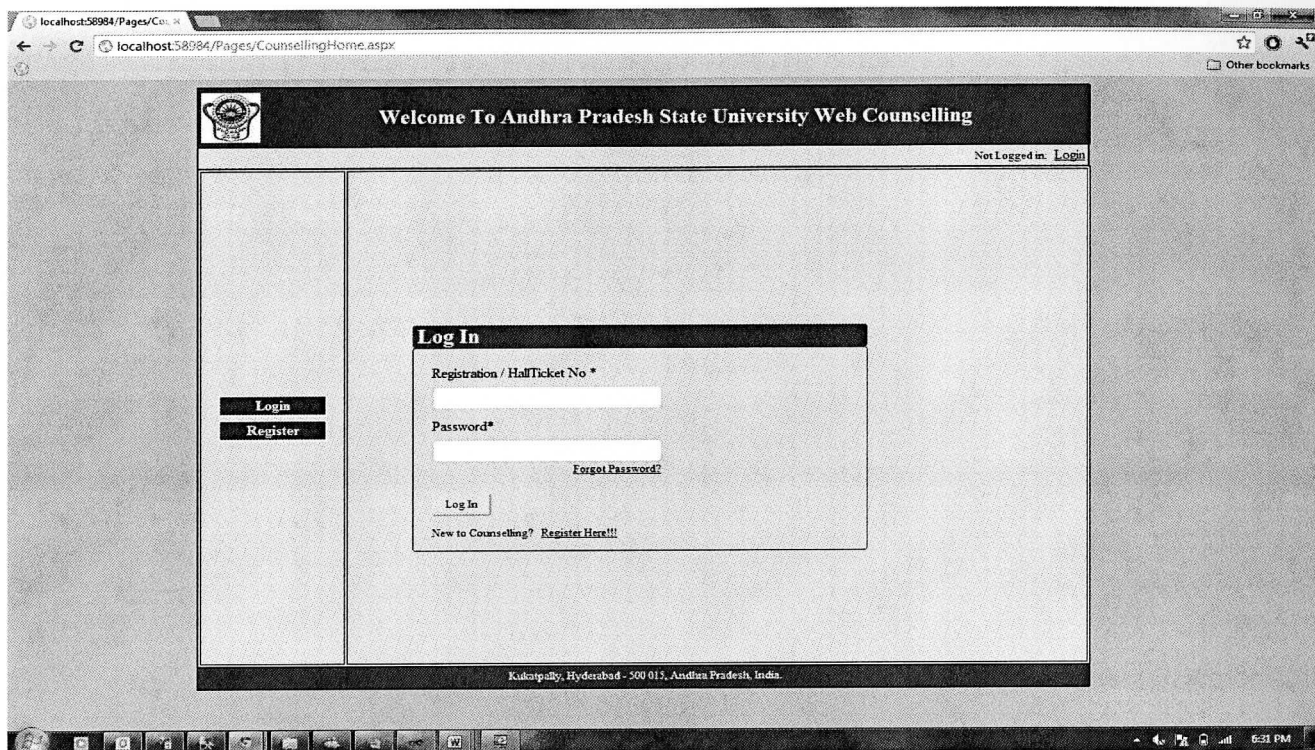 localhost:58984/Pages/Cou
localhost:58984/Pages/CounsellingHome.aspx
Other bookmarks
Welcome To Andhra Pradesh State University Web Counselling
Not Logged in. Login
Log In
Registration / HallTicket No *
Login
Register
Password*
Forgot Password?
Log In
New to Counselling? Register Here!!!
Kukatpally, Hyderabad - 500 015, Andhra Pradesh, India.
6:31 PM